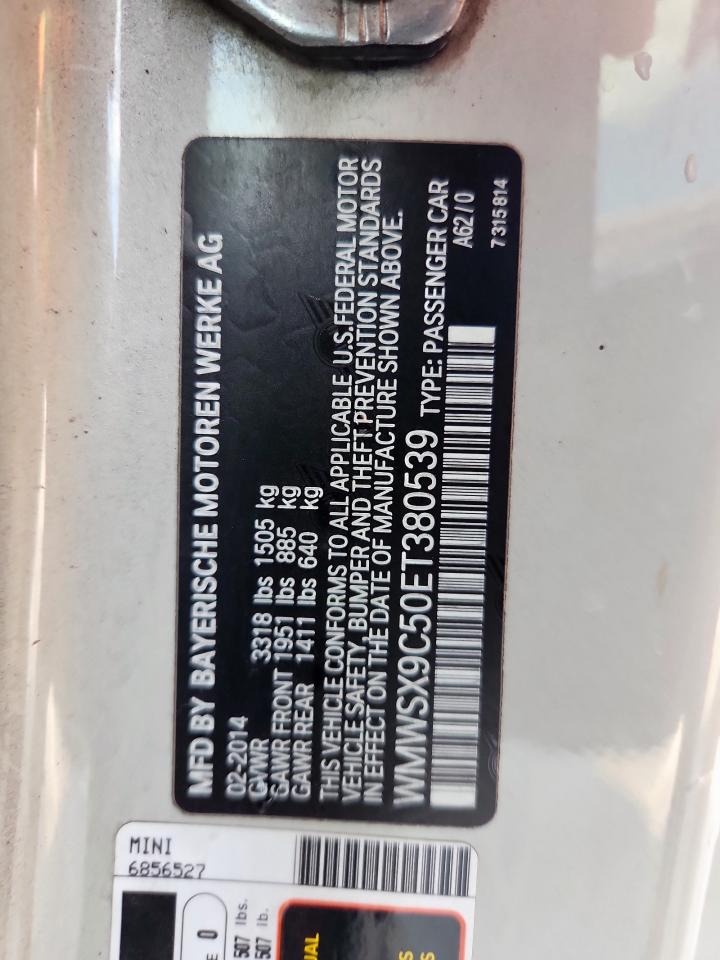 MFD BY BAYERISCHE MOTOREN WERKE AG
02-2014
GVWR 3318 lbs 1505 kg
GAWR FRONT 1951 lbs 885 kg
GAWR REAR 1411 lbs 640 kg
THIS VEHICLE CONFORMS TO ALL APPLICABLE U.S.FEDERAL MOTOR
VEHICLE SAFETY, BUMPER AND THEFT PREVENTION STANDARDS
IN EFFECT ON THE DATE OF MANUFACTURE SHOWN ABOVE.
WMWSX9C50ET380539 TYPE: PASSENGER CAR
A62/0
7315814
MINI
6856527
0
507 lbs.
507 lb.